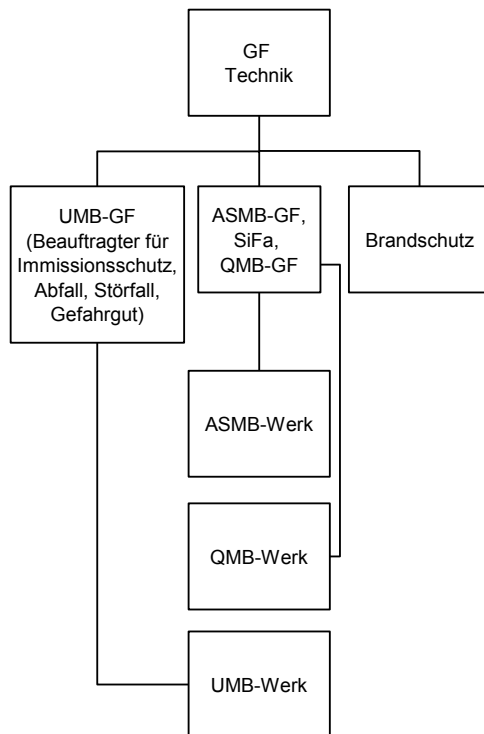 GF
Technik
UMB-GF
(Beauftragter für
Immissionsschutz,
Abfall, Störfall,
Gefahrgut)
ASMB-GF,
SiFa,
QMB-GF
Brandschutz
ASMB-Werk
QMB-Werk
UMB-Werk